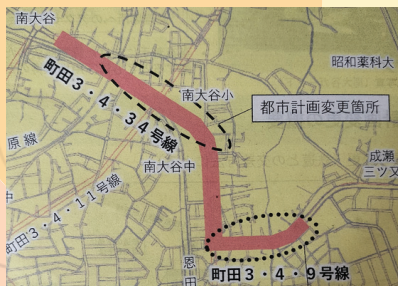 南大谷
昭和薬科大
南大谷小
都市計画変更箇所
町田3・4・34号線
原線
南大谷中
成瀬
三ツ又
町田3・4・11号線
恩田
町田3・4・9号線